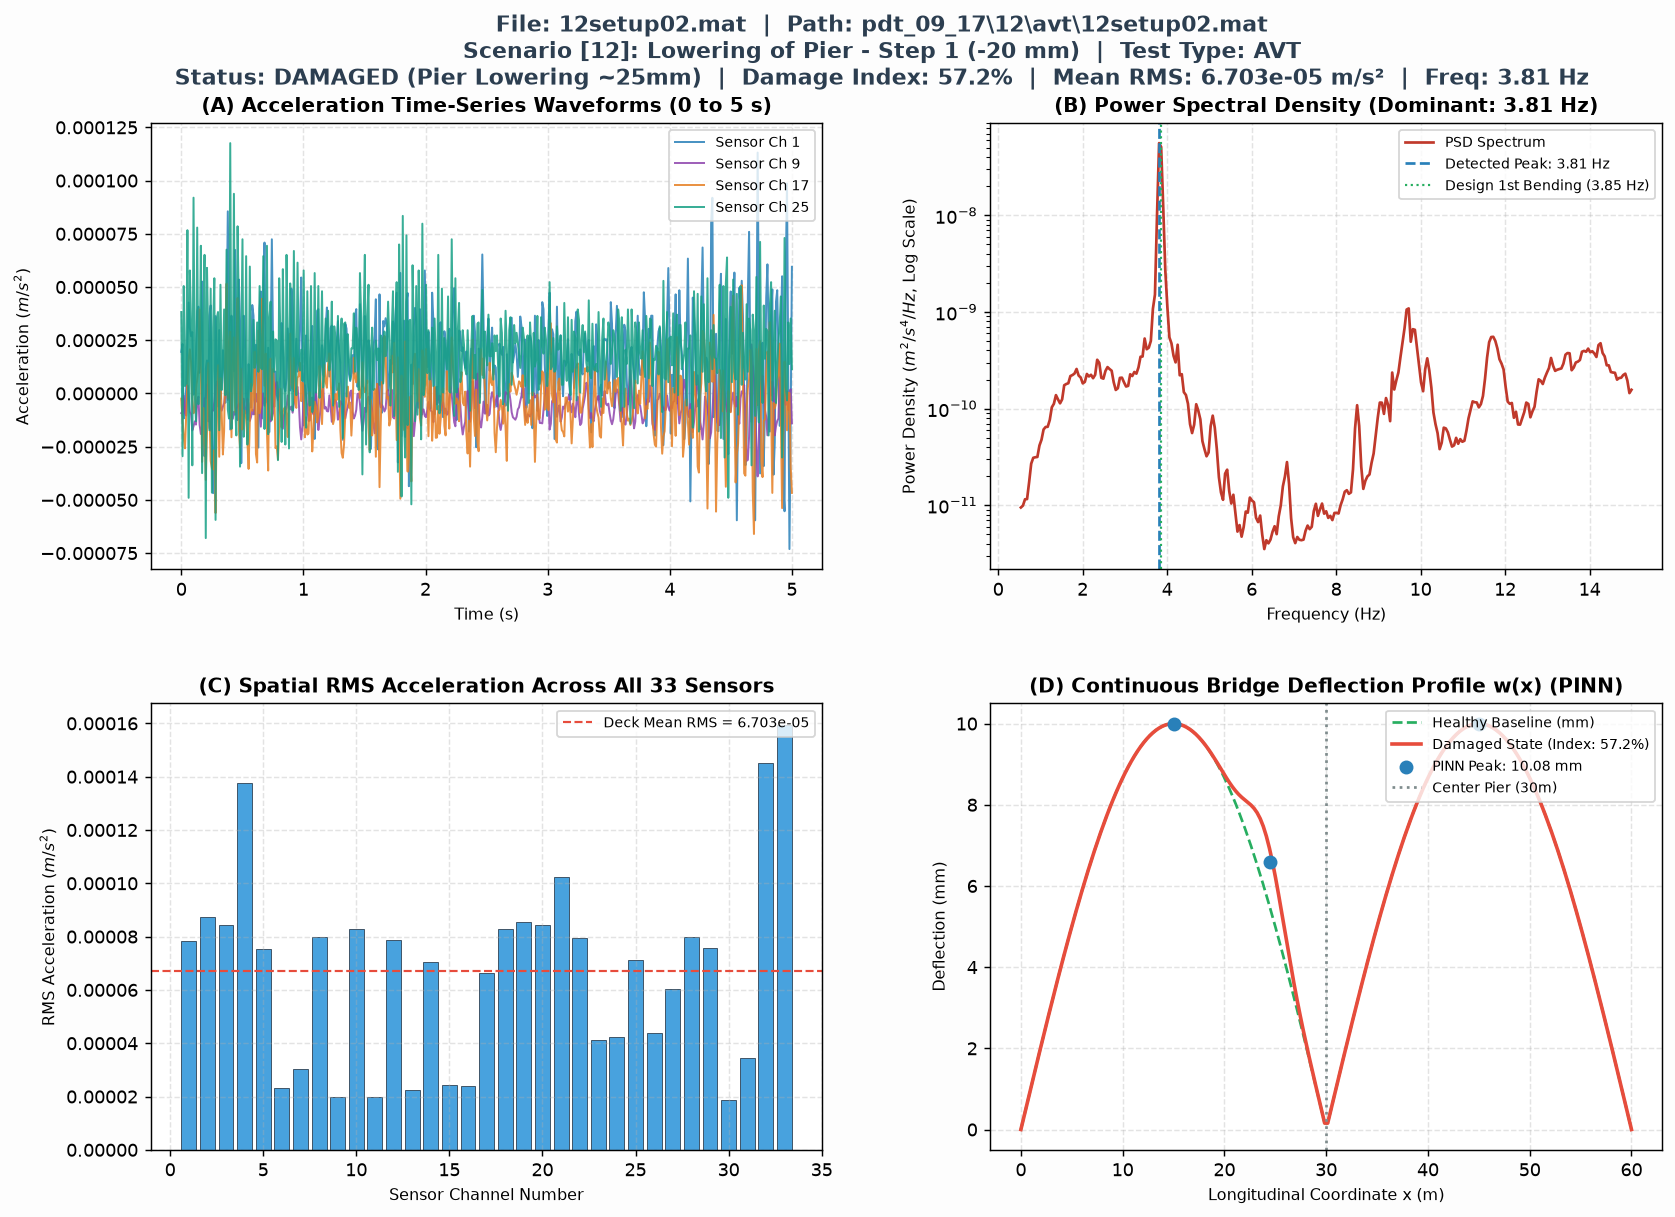 File: 12setup02.mat | Path: pdt_09_17\12\avt\12setup02.mat
Scenario [12]: Lowering of Pier - Step 1 (-20 mm) | Test Type: AVT
Status: DAMAGED (Pier Lowering ~25mm) | Damage Index: 57.2% | Mean RMS: 6.703e-05 m/s² | Freq: 3.81 Hz
(A) Acceleration Time-Series Waveforms (0 to 5 s)
Acceleration (m/s²)
0.000125
0.000100
0.000075
0.000050
0.000025
0.000000
−0.000025
−0.000050
−0.000075
Sensor Ch 1
Sensor Ch 9
Sensor Ch 17
Sensor Ch 25
0 1 2 3 4 5
Time (s)
(B) Power Spectral Density (Dominant: 3.81 Hz)
Power Density (m²/s⁴/Hz, Log Scale)
10⁻⁸
10⁻⁹
10⁻¹⁰
10⁻¹¹
PSD Spectrum
Detected Peak: 3.81 Hz
Design 1st Bending (3.85 Hz)
0 2 4 6 8 10 12 14
Frequency (Hz)
(C) Spatial RMS Acceleration Across All 33 Sensors
RMS Acceleration (m/s²)
0.00016
0.00014
0.00012
0.00010
0.00008
0.00006
0.00004
0.00002
0.00000
Deck Mean RMS = 6.703e-05
0 5 10 15 20 25 30 35
Sensor Channel Number
(D) Continuous Bridge Deflection Profile w(x) (PINN)
Deflection (mm)
10
8
6
4
2
0
Healthy Baseline (mm)
Damaged State (Index: 57.2%)
PINN Peak: 10.08 mm
Center Pier (30m)
0 10 20 30 40 50 60
Longitudinal Coordinate x (m)